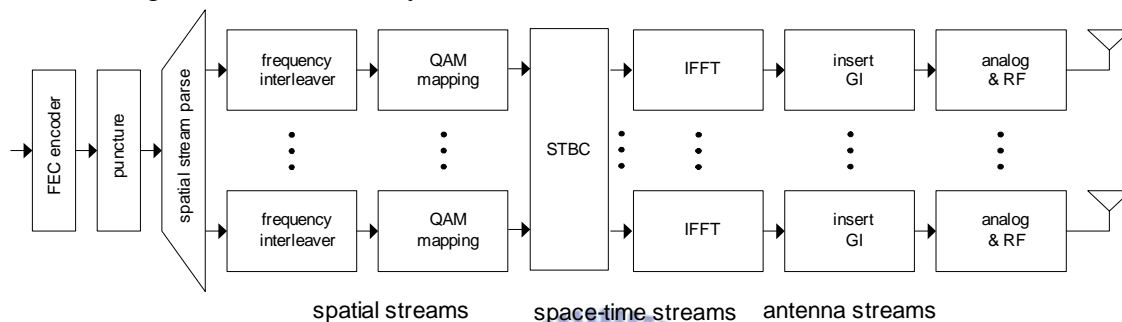 FEC encoder
puncture
spatial stream parse
frequency
interleaver
QAM
mapping
STBC
IFFT
insert
GI
analog
& RF
frequency
interleaver
QAM
mapping
IFFT
insert
GI
analog
& RF
spatial streams
space-time streams
antenna streams